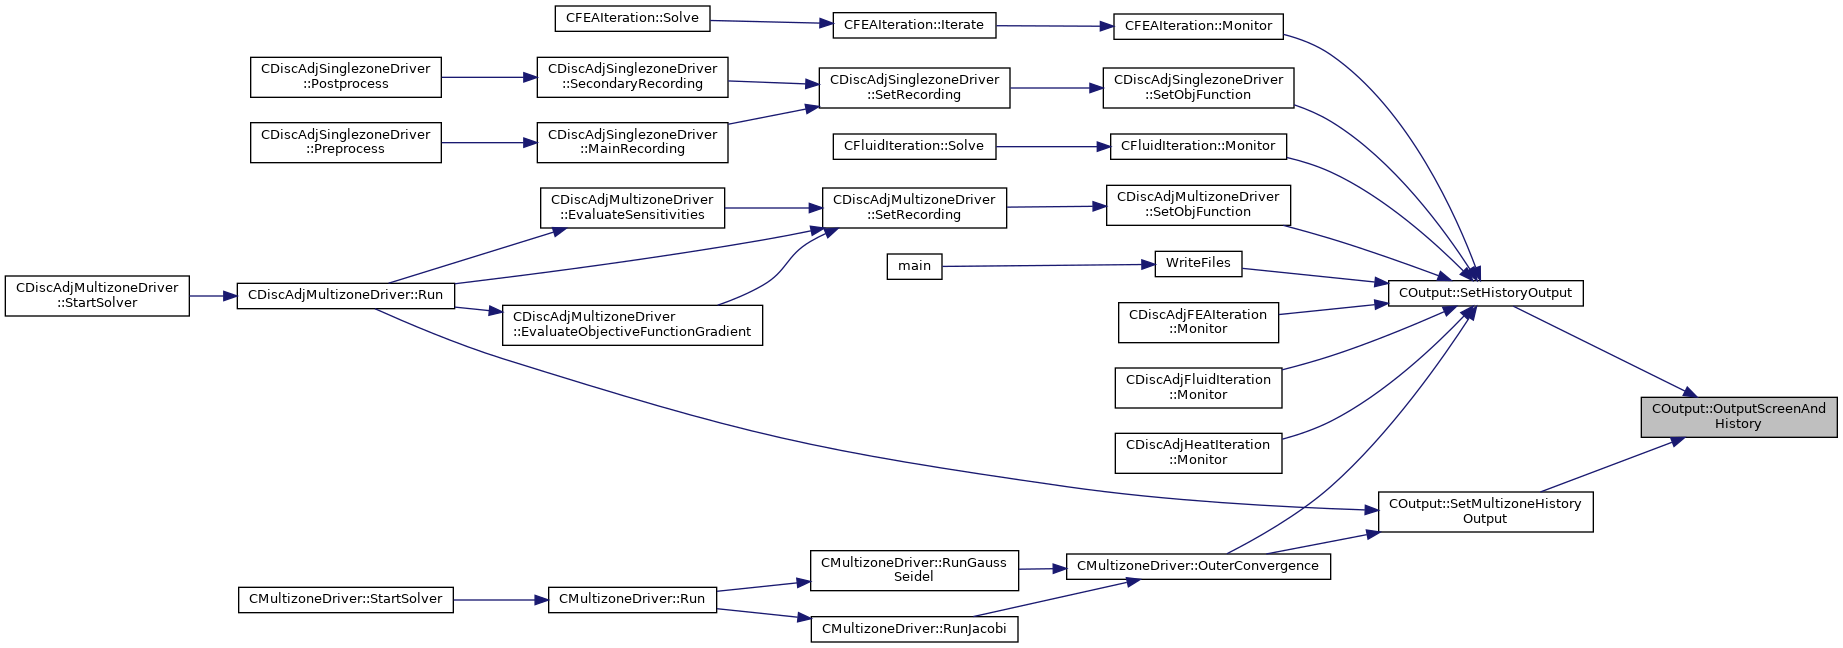 CFEAIteration::Solve
CFEAIteration::Iterate
CFEAIteration::Monitor
CDiscAdjSinglezoneDriver
::Postprocess
CDiscAdjSinglezoneDriver
::SecondaryRecording
CDiscAdjSinglezoneDriver
::SetRecording
CDiscAdjSinglezoneDriver
::SetObjFunction
CDiscAdjSinglezoneDriver
::Preprocess
CDiscAdjSinglezoneDriver
::MainRecording
CFluidIteration::Solve
CFluidIteration::Monitor
CDiscAdjMultizoneDriver
::EvaluateSensitivities
CDiscAdjMultizoneDriver
::SetRecording
CDiscAdjMultizoneDriver
::SetObjFunction
main
WriteFiles
CDiscAdjMultizoneDriver
::StartSolver
CDiscAdjMultizoneDriver::Run
COutput::SetHistoryOutput
CDiscAdjMultizoneDriver
::EvaluateObjectiveFunctionGradient
CDiscAdjFEAIteration
::Monitor
CDiscAdjFluidIteration
::Monitor
COutput::OutputScreenAnd
History
CDiscAdjHeatIteration
::Monitor
COutput::SetMultizoneHistory
Output
CMultizoneDriver::RunGauss
Seidel
CMultizoneDriver::OuterConvergence
CMultizoneDriver::StartSolver
CMultizoneDriver::Run
CMultizoneDriver::RunJacobi